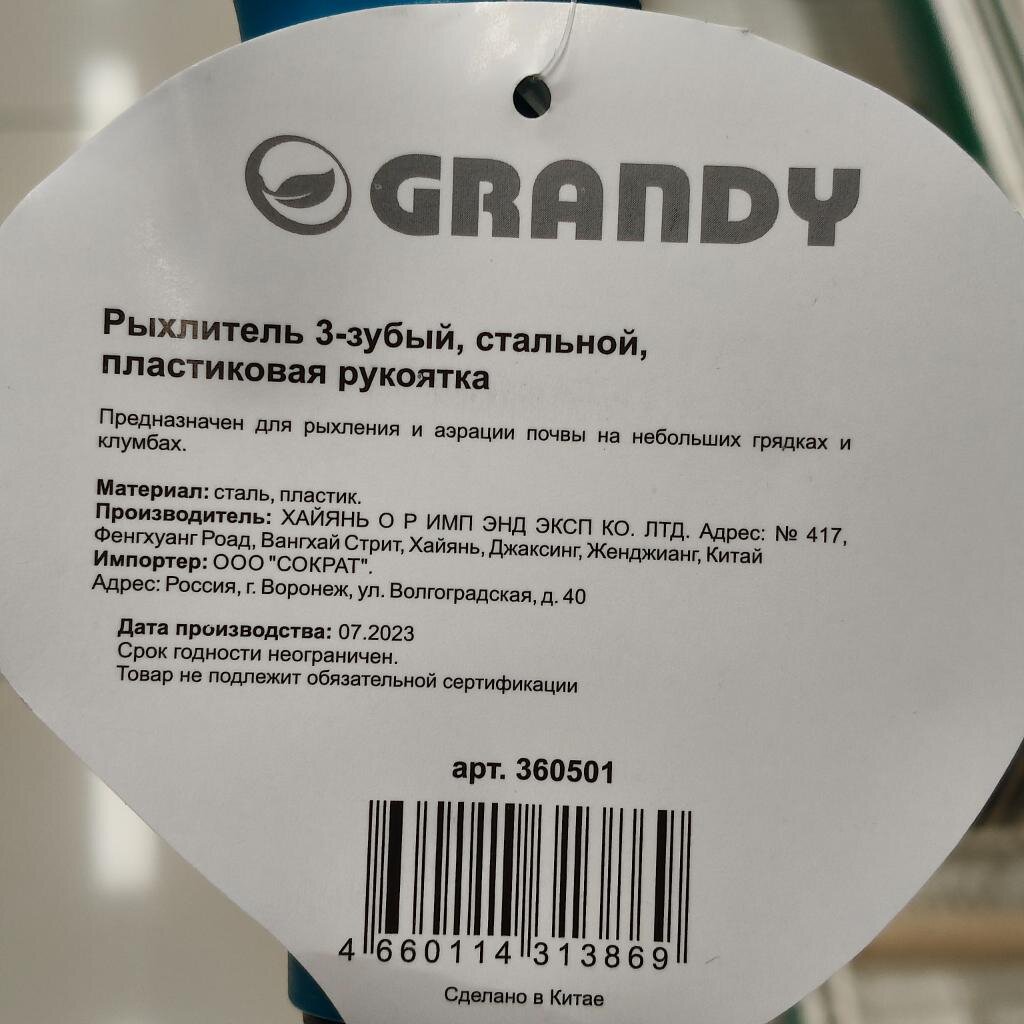 GRANDY
Рыхлитель 3-зубый, стальной,
пластиковая рукоятка
Предназначен для рыхления и аэрации почвы на небольших грядках и
клумбах.
Материал: сталь, пластик.
Производитель: ХАЙЯНЬ О Р ИМП ЭНД ЭКСП КО. ЛТД. Адрес: № 417,
Фенгхуанг Роад, Вангхай Стрит, Хайянь, Джаксинг, Женджианг, Китай
Импортер: ООО "СОКРАТ".
Адрес: Россия, г. Воронеж, ул. Волгоградская, д. 40
Дата производства: 07.2023
Срок годности неограничен.
Товар не подлежит обязательной сертификации
арт. 360501
4 660114 313869
Сделано в Китае